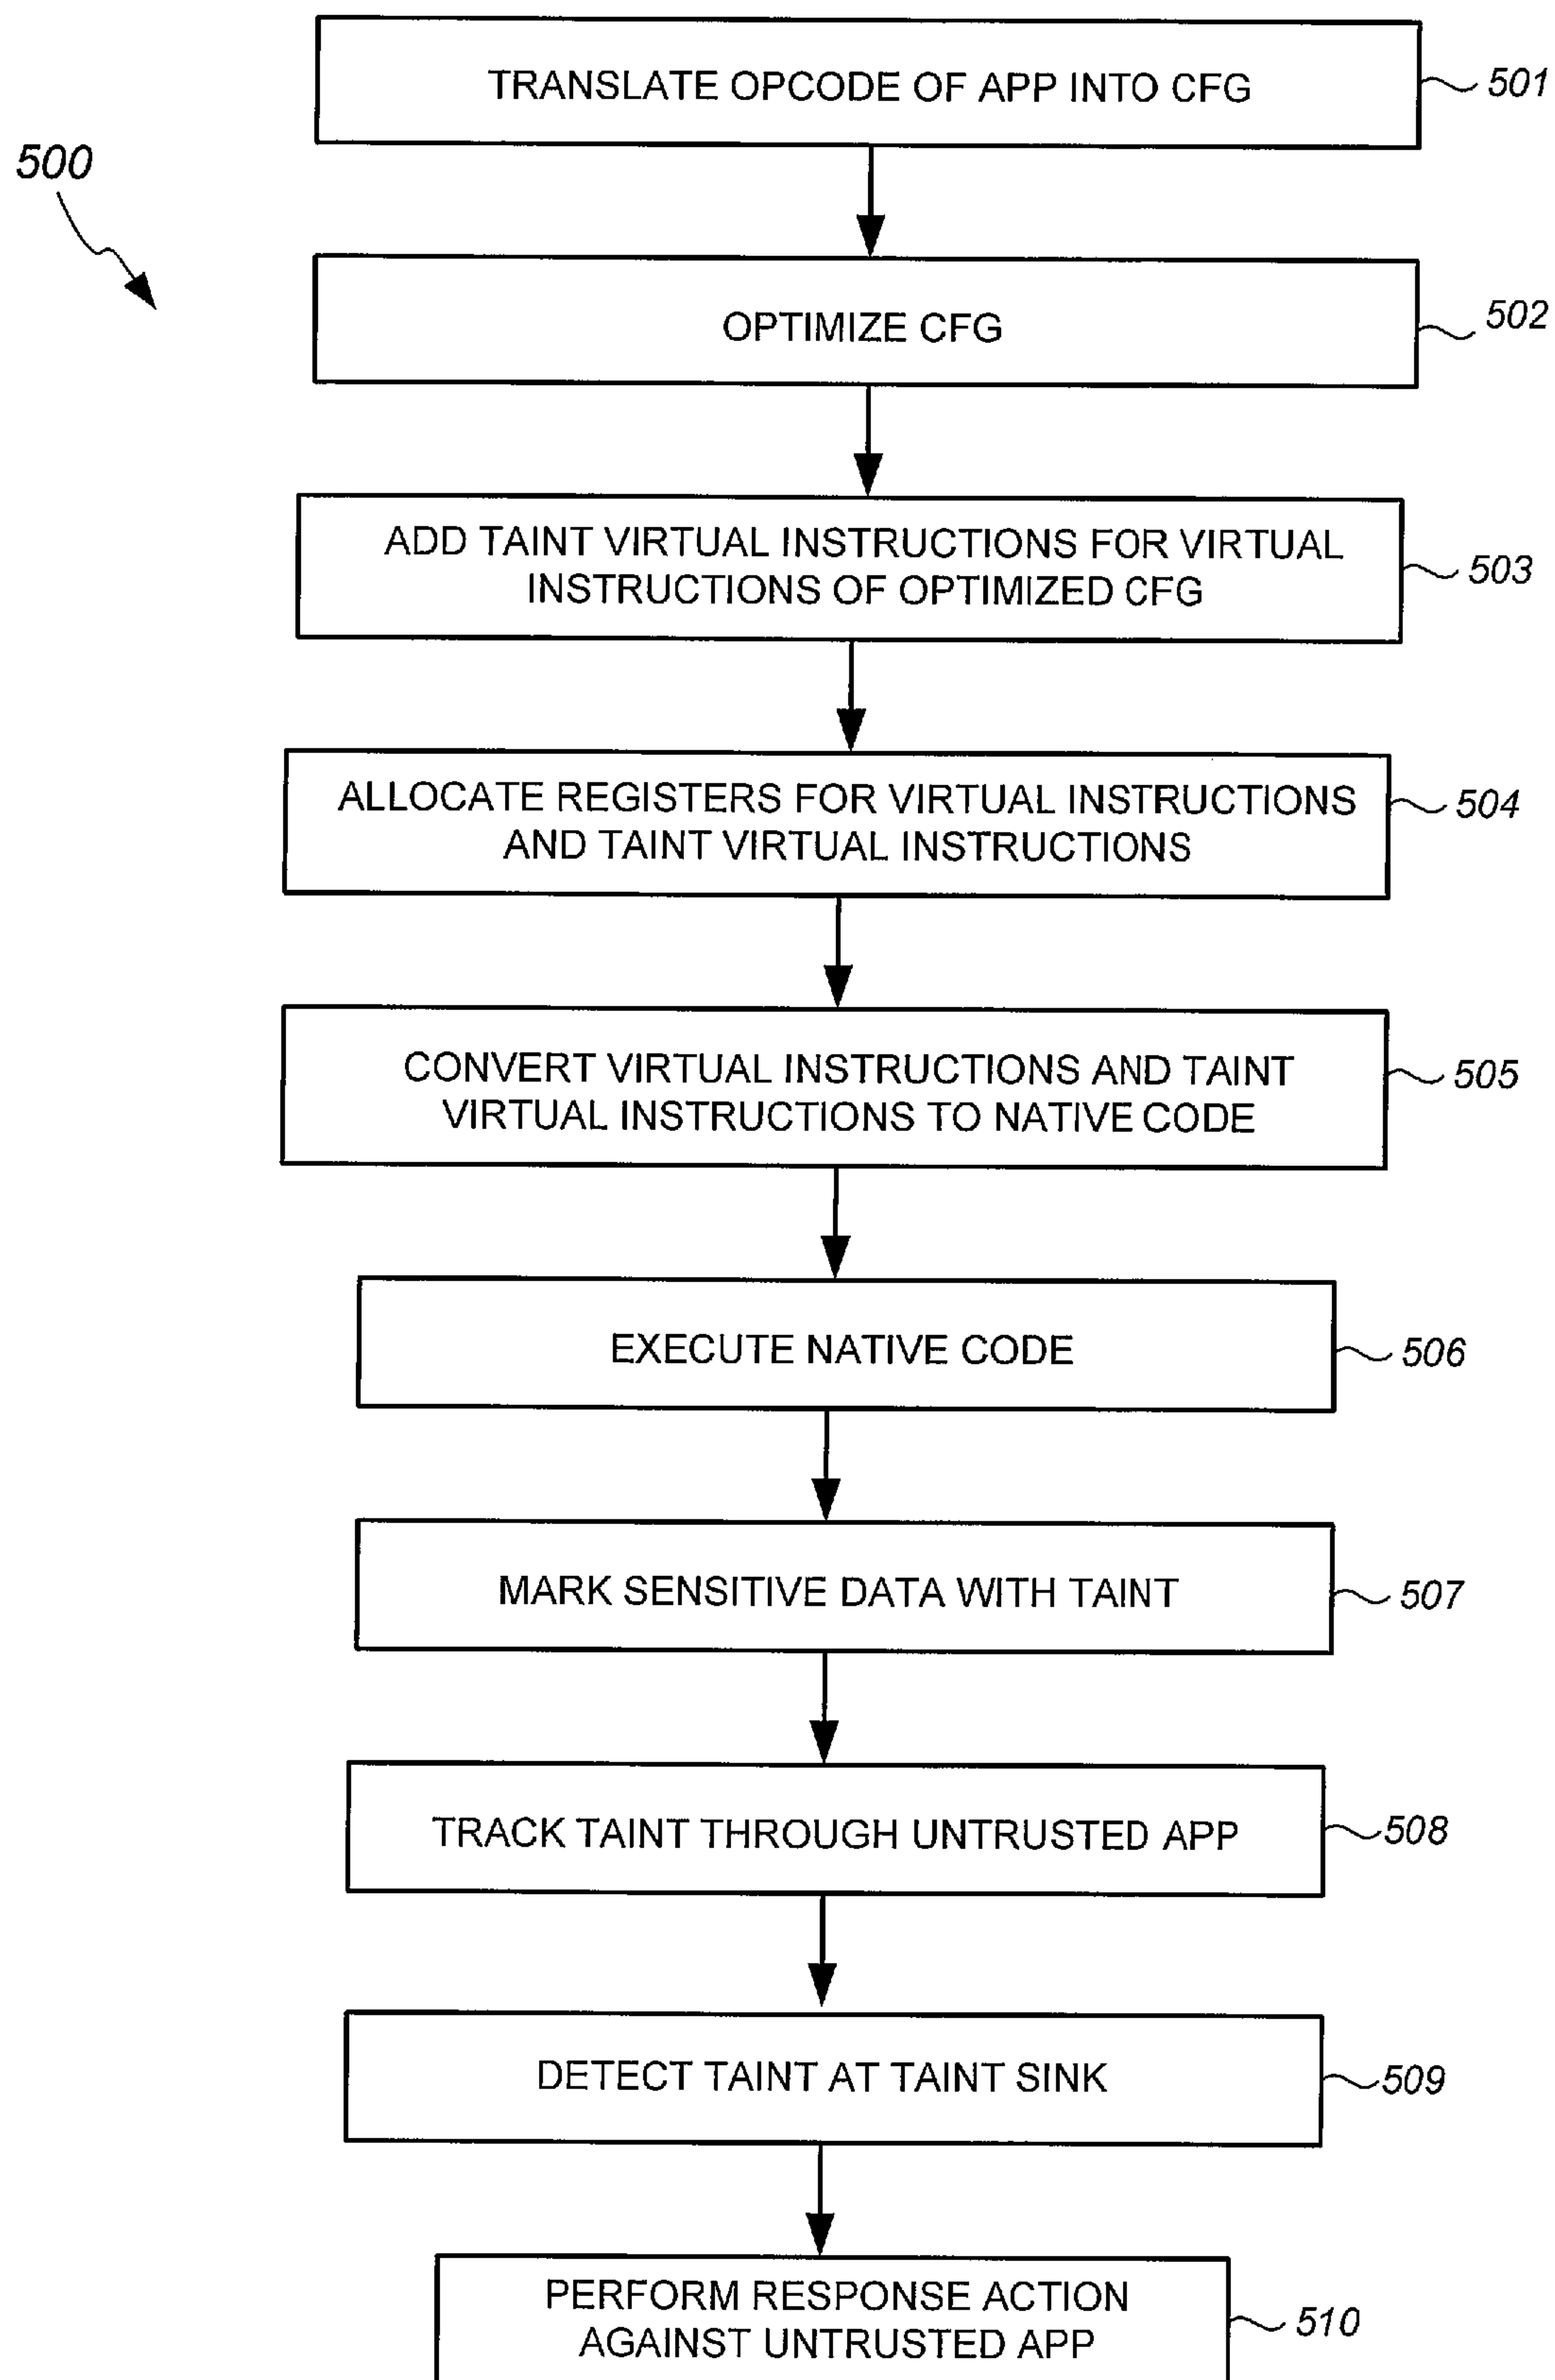 TRANSLATE OPCODE OF APP INTO CFG
501
500
OPTIMIZE CFG
502
ADD TAINT VIRTUAL INSTRUCTIONS FOR VIRTUAL
INSTRUCTIONS OF OPTIMIZED CFG
503
ALLOCATE REGISTERS FOR VIRTUAL INSTRUCTIONS
AND TAINT VIRTUAL INSTRUCTIONS
504
CONVERT VIRTUAL INSTRUCTIONS AND TAINT
VIRTUAL INSTRUCTIONS TO NATIVE CODE
505
EXECUTE NATIVE CODE
506
MARK SENSITIVE DATA WITH TAINT
507
TRACK TAINT THROUGH UNTRUSTED APP
508
DETECT TAINT AT TAINT SINK
509
PERFORM RESPONSE ACTION
AGAINST UNTRUSTED APP
510